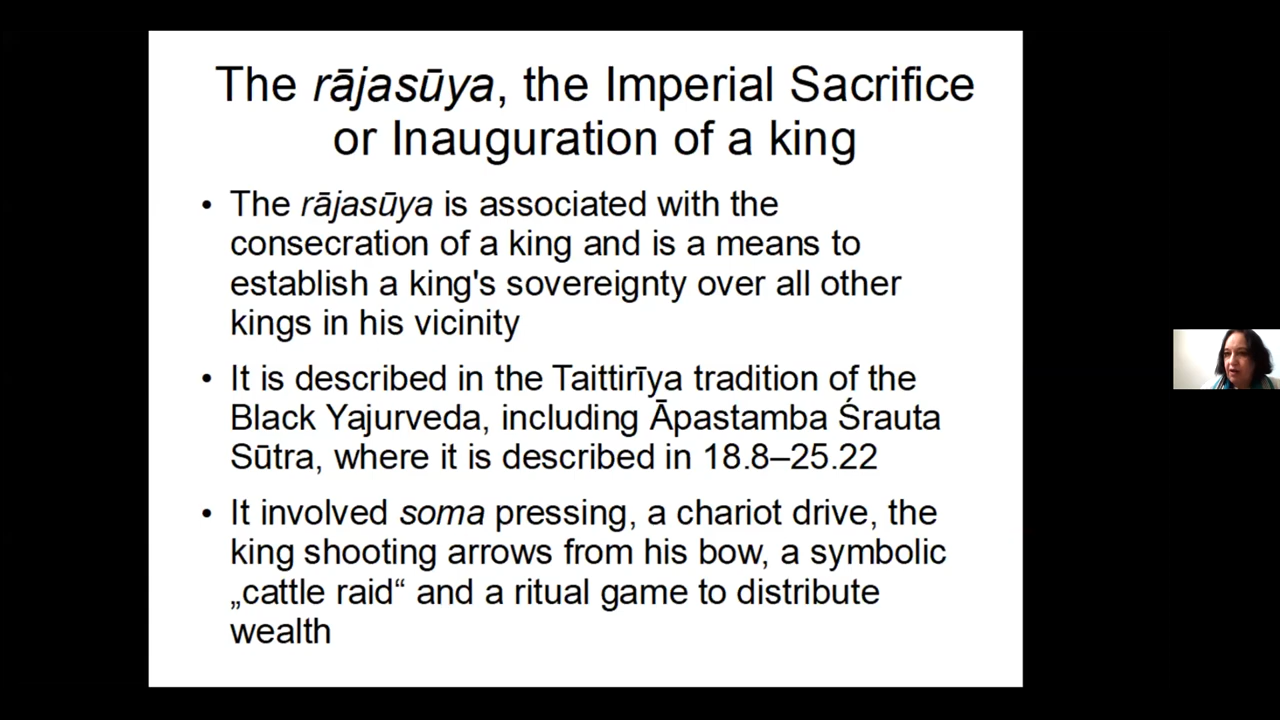 The rājasūya, the Imperial Sacrifice
or Inauguration of a king
• The rājasūya is associated with the
consecration of a king and is a means to
establish a king's sovereignty over all other
kings in his vicinity
• It is described in the Taittirīya tradition of the
Black Yajurveda, including Āpastamba Śrauta
Sūtra, where it is described in 18.8–25.22
• It involved soma pressing, a chariot drive, the
king shooting arrows from his bow, a symbolic
„cattle raid“ and a ritual game to distribute
wealth